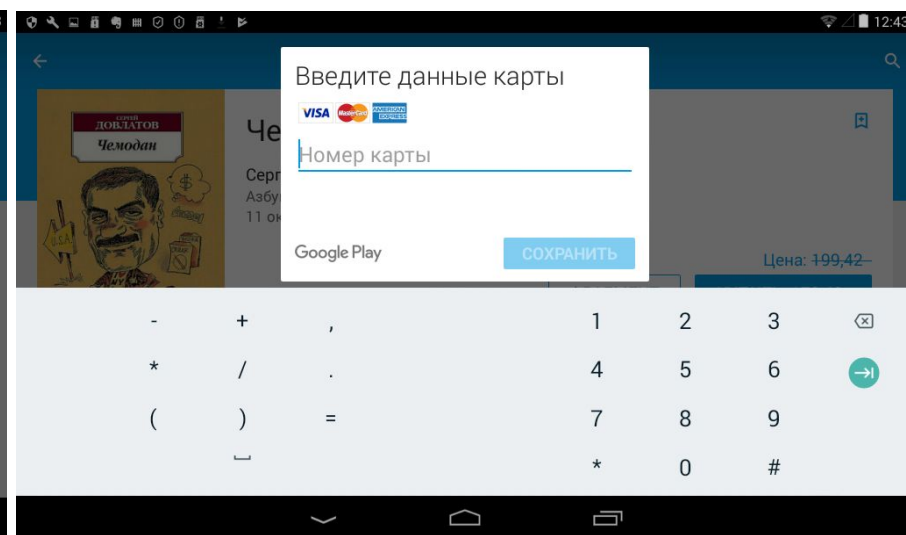 12:43
Введите данные карты
VISA MasterCard AMERICAN EXPRESS
Номер карты
СЕРГЕЙ
ДОВЛАТОВ
Чемодан
Че
Серг
Азбу
11 ок
U.S.A.
Google Play
СОХРАНИТЬ
Цена: 199,42
- + , 1 2 3
* / . 4 5 6
( ) = 7 8 9
* 0 #